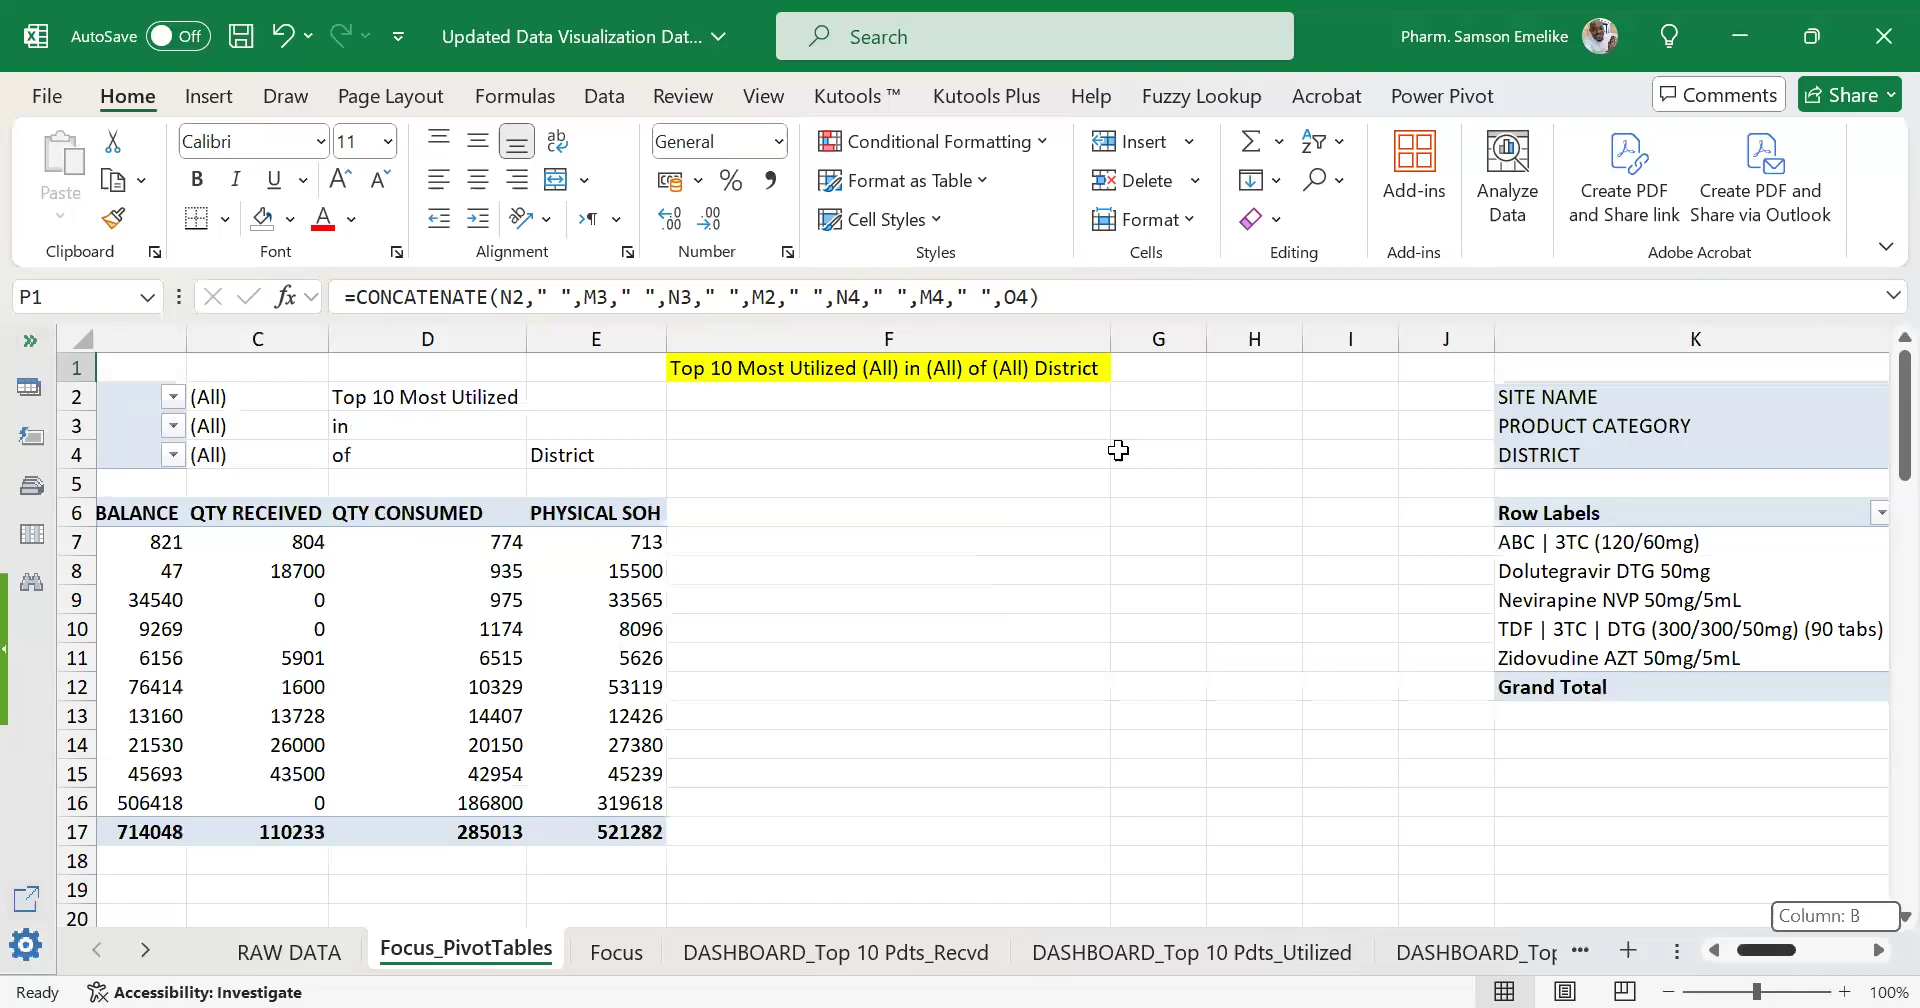 AutoSave Off Updated Data Visualization Dat... Search Pharm. Samson Emelike
File Home Insert Draw Page Layout Formulas Data Review View Kutools ™ Kutools Plus Help Fuzzy Lookup Acrobat Power Pivot Comments Share
Paste
Clipboard
Calibri 11
B I U A A
A
Font
ab
Alignment
General
%
Number
Conditional Formatting
Format as Table
Cell Styles
Styles
Insert
Delete
Format
Cells
Editing
Add-ins
Add-ins
Analyze Data
Create PDF and Share link
Create PDF and Share via Outlook
Adobe Acrobat
P1 fx =CONCATENATE(N2," ",M3," ",N3," ",M2," ",N4," ",M4," ",O4)
C D E F G H I J K
1 Top 10 Most Utilized (All) in (All) of (All) District
2 (All) Top 10 Most Utilized SITE NAME
3 (All) in PRODUCT CATEGORY
4 (All) of District DISTRICT
5
6 BALANCE QTY RECEIVED QTY CONSUMED PHYSICAL SOH Row Labels
7 821 804 774 713 ABC | 3TC (120/60mg)
8 47 18700 935 15500 Dolutegravir DTG 50mg
9 34540 0 975 33565 Nevirapine NVP 50mg/5mL
10 9269 0 1174 8096 TDF | 3TC | DTG (300/300/50mg) (90 tabs)
11 6156 5901 6515 5626 Zidovudine AZT 50mg/5mL
12 76414 1600 10329 53119 Grand Total
13 13160 13728 14407 12426
14 21530 26000 20150 27380
15 45693 43500 42954 45239
16 506418 0 186800 319618
17 714048 110233 285013 521282
18
19
20
Column: B
RAW DATA Focus_PivotTables Focus DASHBOARD_Top 10 Pdts_Recvd DASHBOARD_Top 10 Pdts_Utilized DASHBOARD_Top ...
Ready Accessibility: Investigate 100%